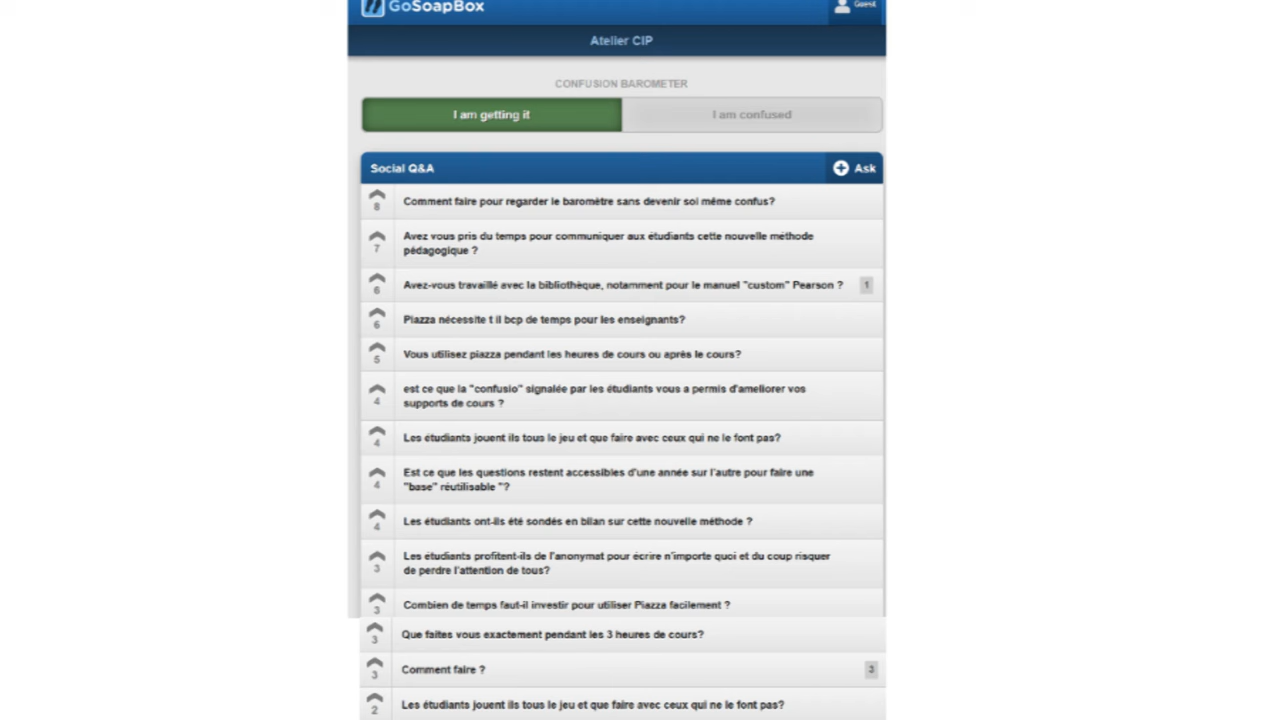 GoSoapBox
Guest
Atelier CIP
CONFUSION BAROMETER
I am getting it
I am confused
Social Q&A
Ask
8
Comment faire pour regarder le baromètre sans devenir soi même confus?
7
Avez vous pris du temps pour communiquer aux étudiants cette nouvelle méthode
pédagogique ?
6
Avez-vous travaillé avec la bibliothèque, notamment pour le manuel "custom" Pearson ?
1
6
Piazza nécessite t il bcp de temps pour les enseignants?
5
Vous utilisez piazza pendant les heures de cours ou après le cours?
4
est ce que la "confusio" signalée par les étudiants vous a permis d'ameliorer vos
supports de cours ?
4
Les étudiants jouent ils tous le jeu et que faire avec ceux qui ne le font pas?
4
Est ce que les questions restent accessibles d'une année sur l'autre pour faire une
"base" réutilisable "?
4
Les étudiants ont-ils été sondés en bilan sur cette nouvelle méthode ?
3
Les étudiants profitent-ils de l'anonymat pour écrire n'importe quoi et du coup risquer
de perdre l'attention de tous?
3
Combien de temps faut-il investir pour utiliser Piazza facilement ?
3
Que faites vous exactement pendant les 3 heures de cours?
3
Comment faire ?
3
2
Les étudiants jouent ils tous le jeu et que faire avec ceux qui ne le font pas?